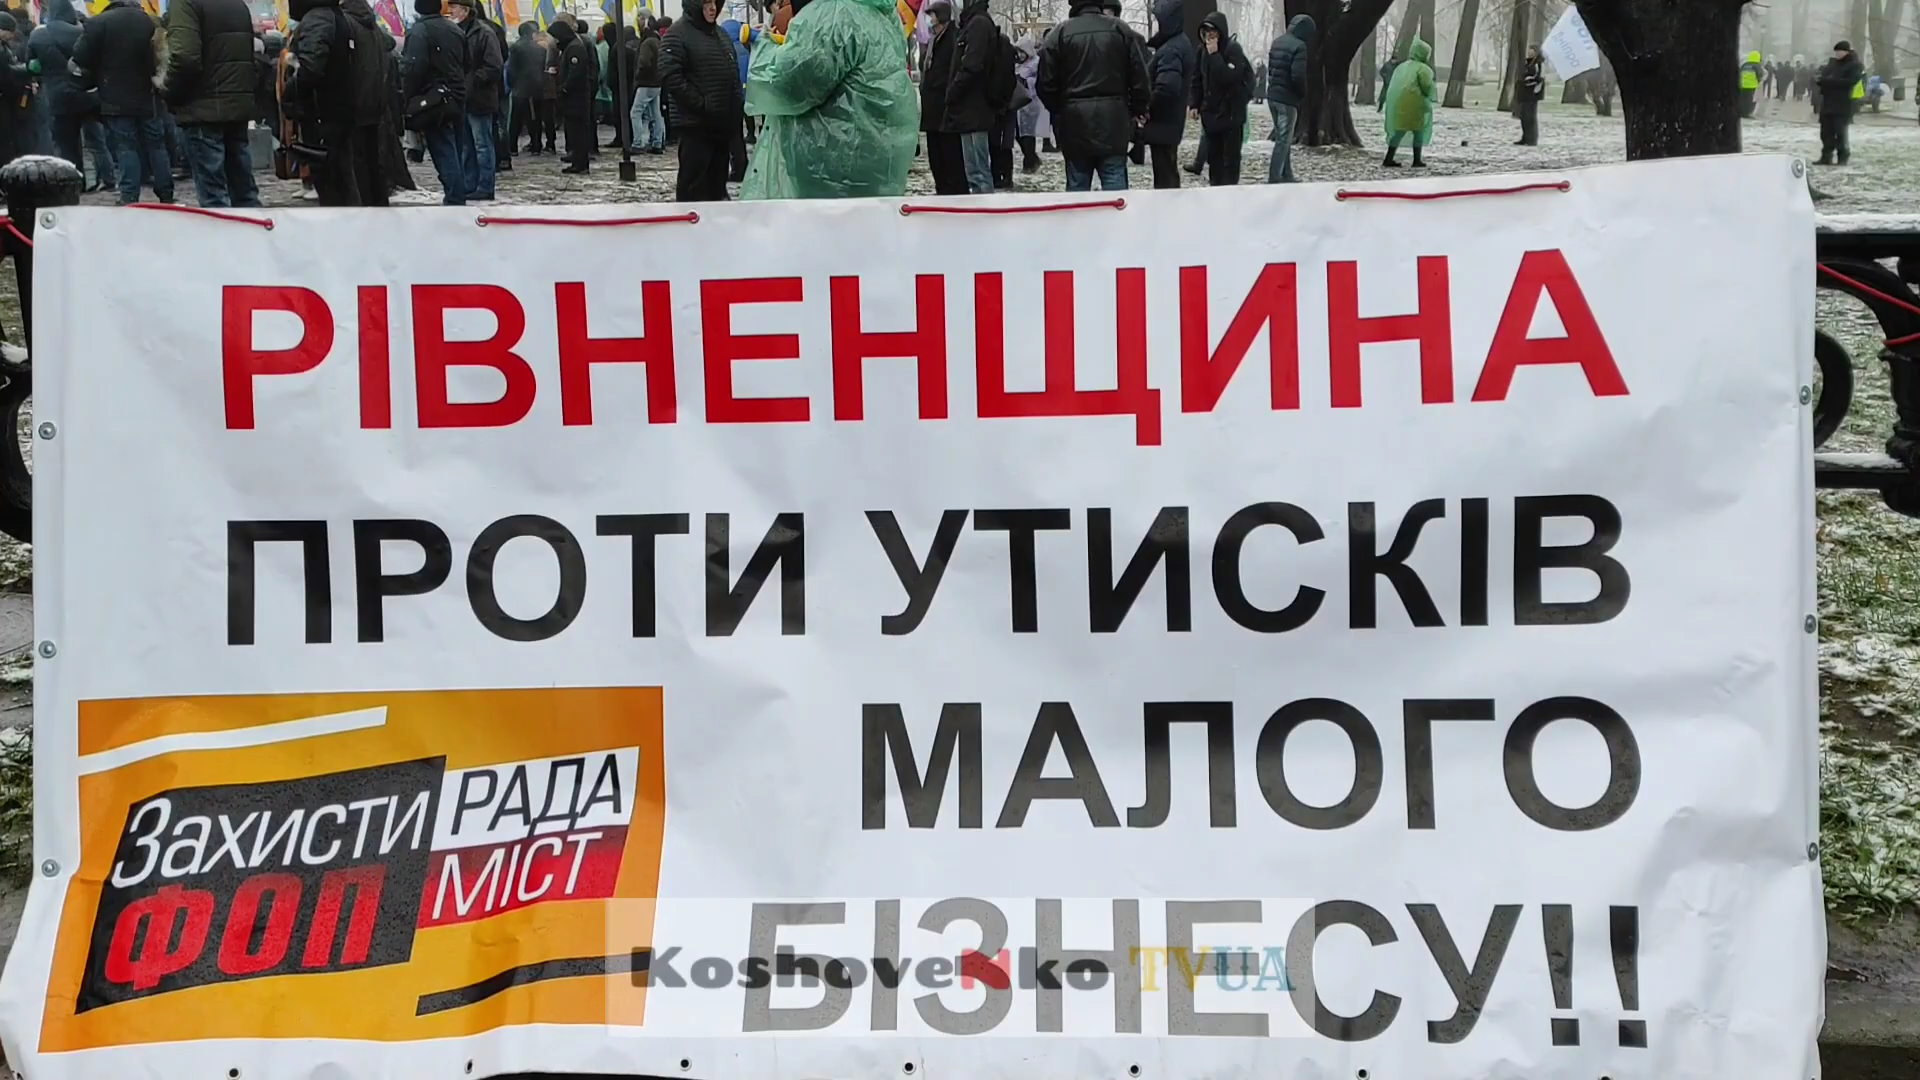 РІВНЕНЩИНА
ПРОТИ УТИСКІВ
МАЛОГО
БІЗНЕСУ!!
Захисти РАДА
ФОП МІСТ
KoshoveNko TVUA